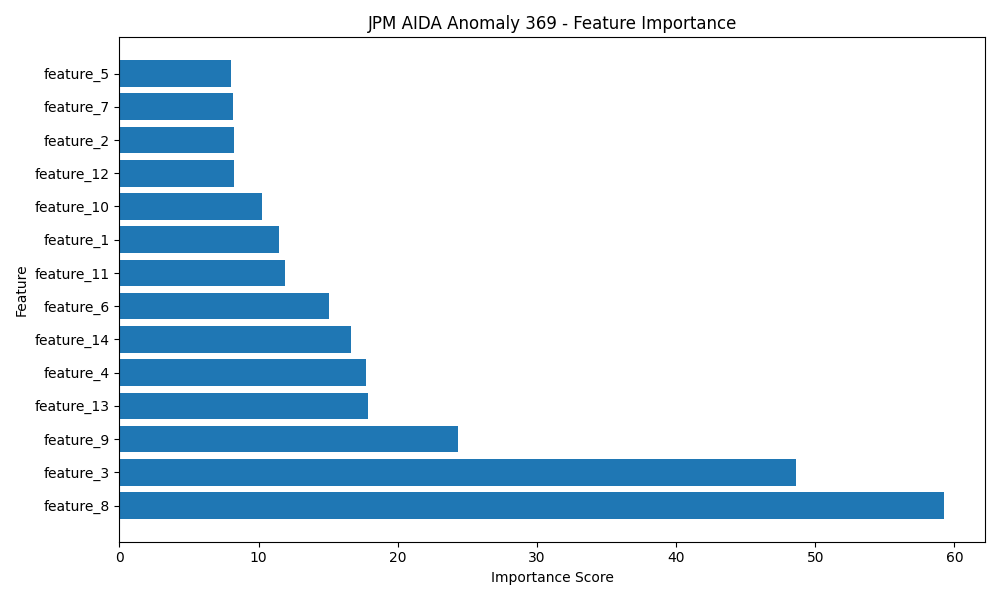 JPM AIDA Anomaly 369 - Feature Importance
feature_5
feature_7
feature_2
feature_12
feature_10
feature_1
feature_11
feature_6
feature_14
feature_4
feature_13
feature_9
feature_3
feature_8
Feature
0 10 20 30 40 50 60
Importance Score